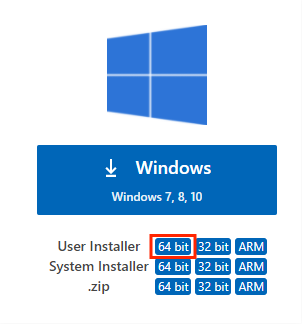 Windows
Windows 7, 8, 10
User Installer 64 bit 32 bit ARM
System Installer 64 bit 32 bit ARM
.zip 64 bit 32 bit ARM